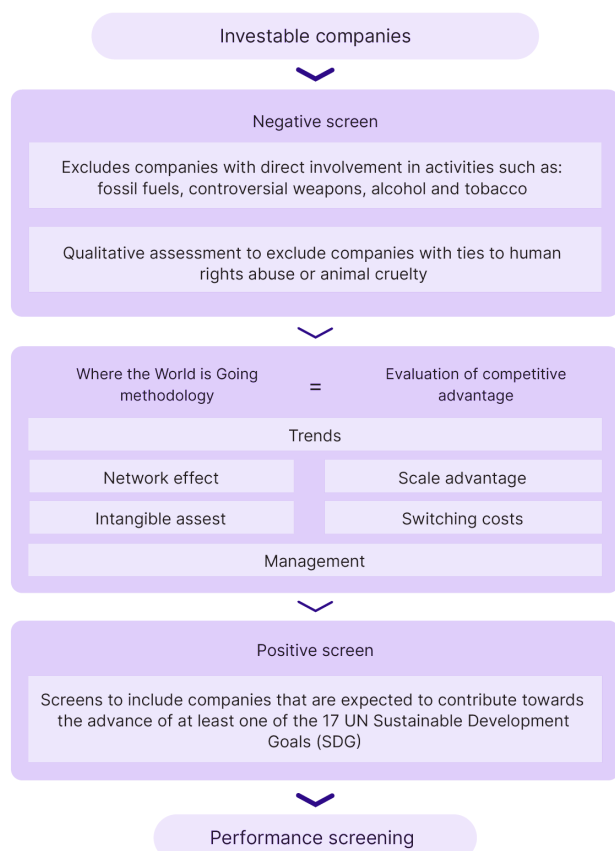 Investable companies
Negative screen
Excludes companies with direct involvement in activities such as:
fossil fuels, controversial weapons, alcohol and tobacco
Qualitative assessment to exclude companies with ties to human
rights abuse or animal cruelty
Where the World is Going
methodology
=
Evaluation of competitive
advantage
Trends
Network effect
Scale advantage
Intangible assest
Switching costs
Management
Positive screen
Screens to include companies that are expected to contribute towards
the advance of at least one of the 17 UN Sustainable Development
Goals (SDG)
Performance screening